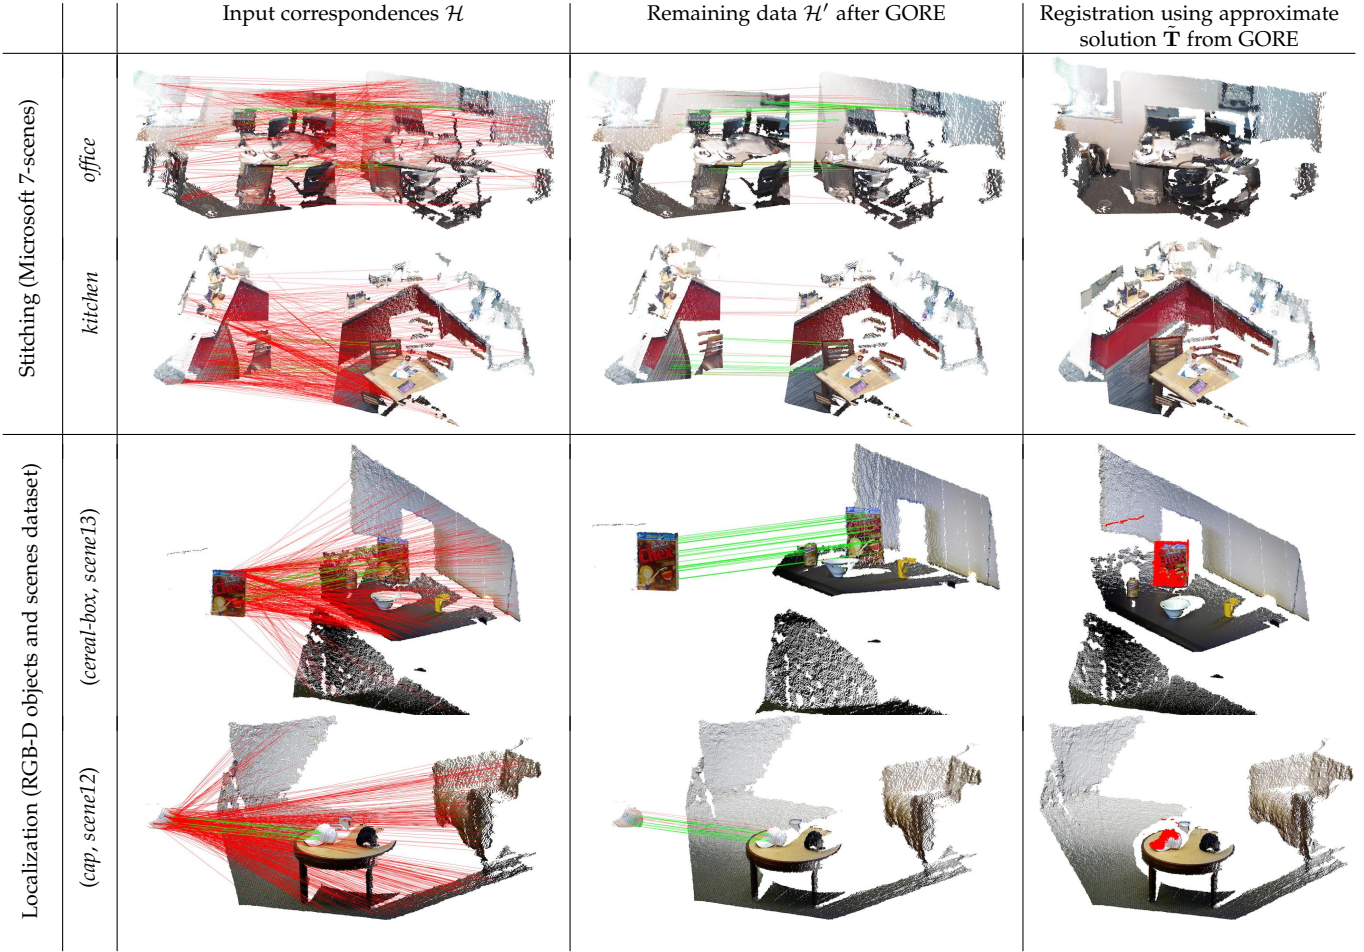 Input correspondences ℋ
Remaining data ℋ′ after GORE
Registration using approximate
solution T̃ from GORE
Stitching (Microsoft 7-scenes)
office
kitchen
Localization (RGB-D objects and scenes dataset)
(cereal-box, scene13)
(cap, scene12)